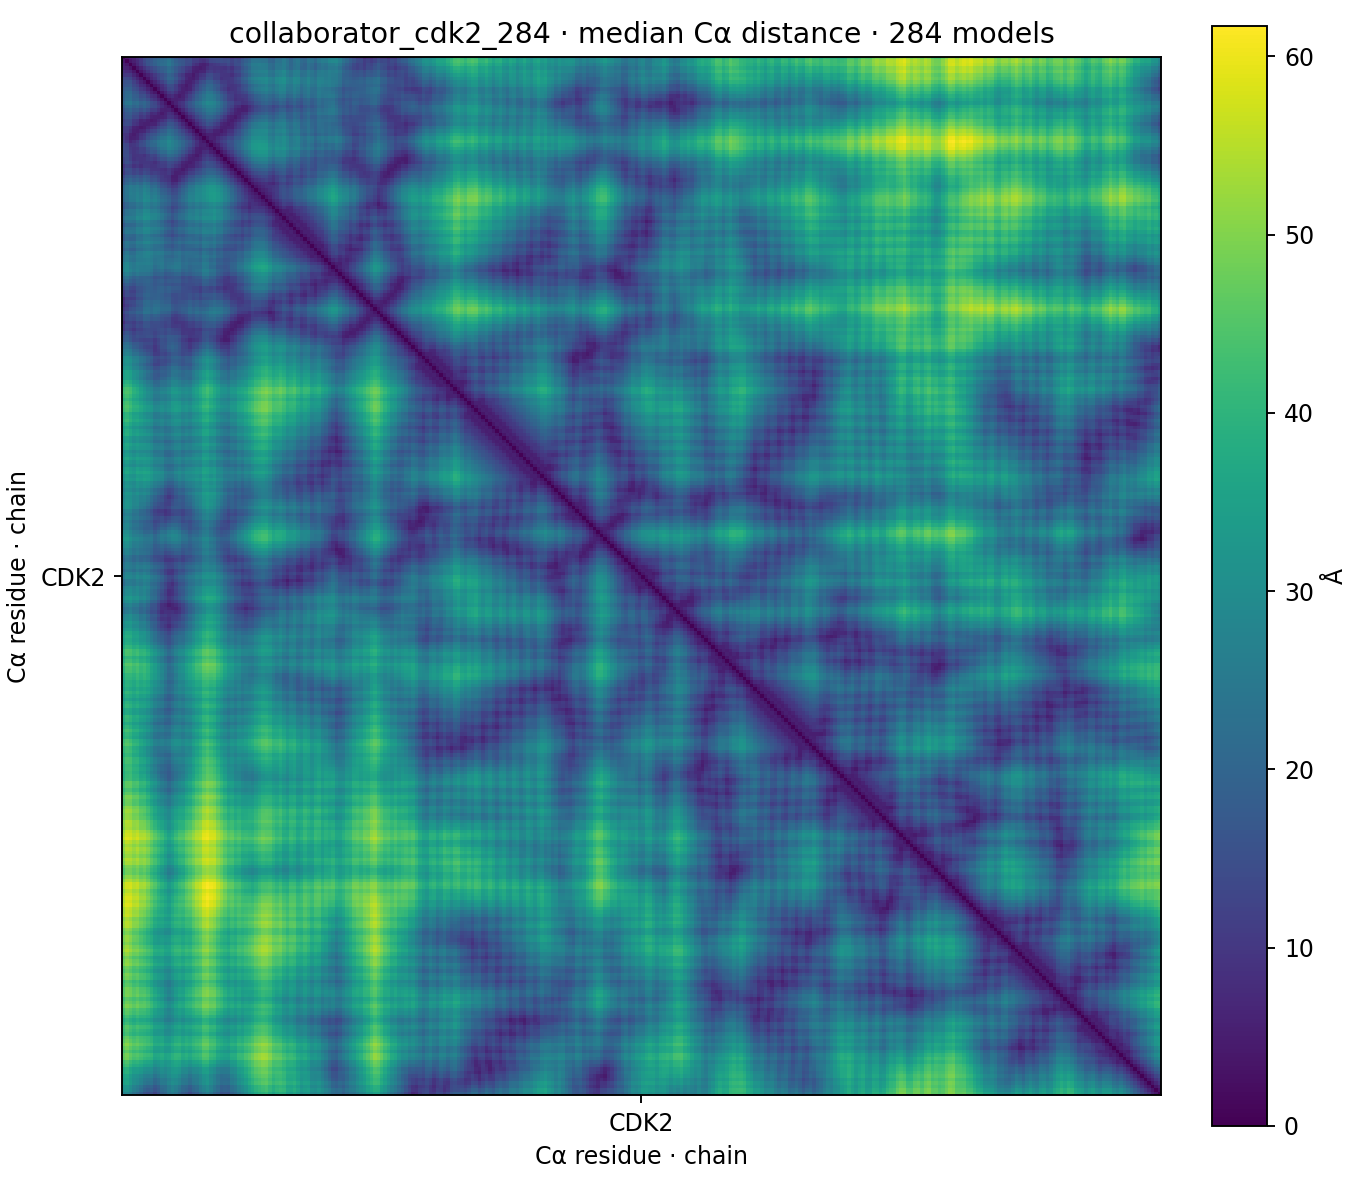 collaborator_cdk2_284 · median Cα distance · 284 models
60
50
40
30
20
10
0
Å
Cα residue · chain
CDK2
CDK2
Cα residue · chain